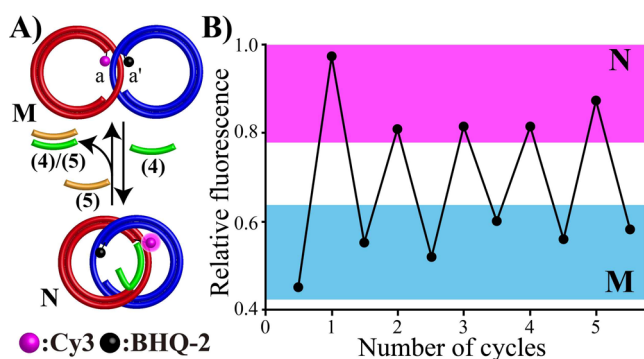 A)
a a'
M
(4)/(5)
(4)
(5)
N
:Cy3 :BHQ-2
B)
Relative fluorescence
1.0
0.8
0.6
0.4
N
M
0 1 2 3 4 5
Number of cycles